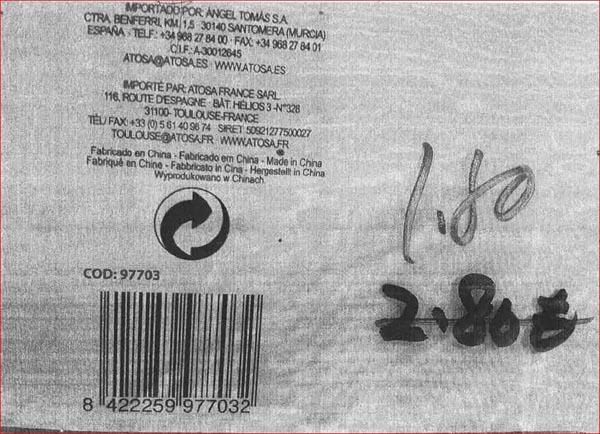 IMPORTADO POR: ÁNGEL TOMÁS S.A.
CTRA. BENFERRI, KM. 1,5 · 30140 SANTOMERA (MURCIA)
ESPAÑA · TELF.: +34 968 27 84 00 · FAX: +34 968 27 84 01
C.I.F.: A-30012645
ATOSA@ATOSA.ES · WWW.ATOSA.ES
IMPORTÉ PAR: ATOSA FRANCE SARL
116, ROUTE D'ESPAGNE · BÂT. HÉLIOS 3 -N°328
31100- TOULOUSE-FRANCE
TÉL/ FAX: +33 (0) 5 61 40 96 74 SIRET: 50921277500027
TOULOUSE@ATOSA.FR · WWW.ATOSA.FR
Fabricado en China - Fabricado em China - Made in China
Fabriqué en Chine - Fabbricato in Cina - Hergestellt in China
Wyprodukowano w Chinach
COD: 97703
8 422259 977032
1.80
2.80€